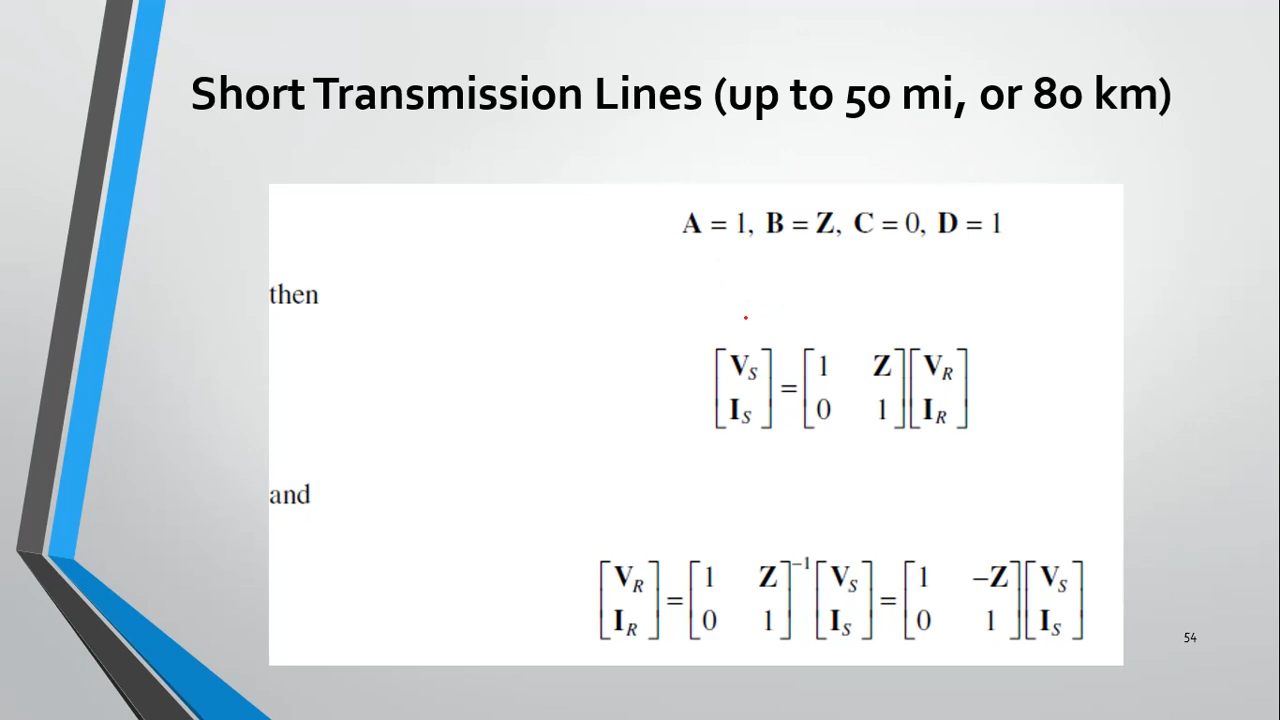 Short Transmission Lines (up to 50 mi, or 80 km)
A = 1, B = Z, C = 0, D = 1
then
[V_S; I_S] = [1 Z; 0 1] [V_R; I_R]
and
[V_R; I_R] = [1 Z; 0 1]^−1 [V_S; I_S] = [1 −Z; 0 1] [V_S; I_S]
54